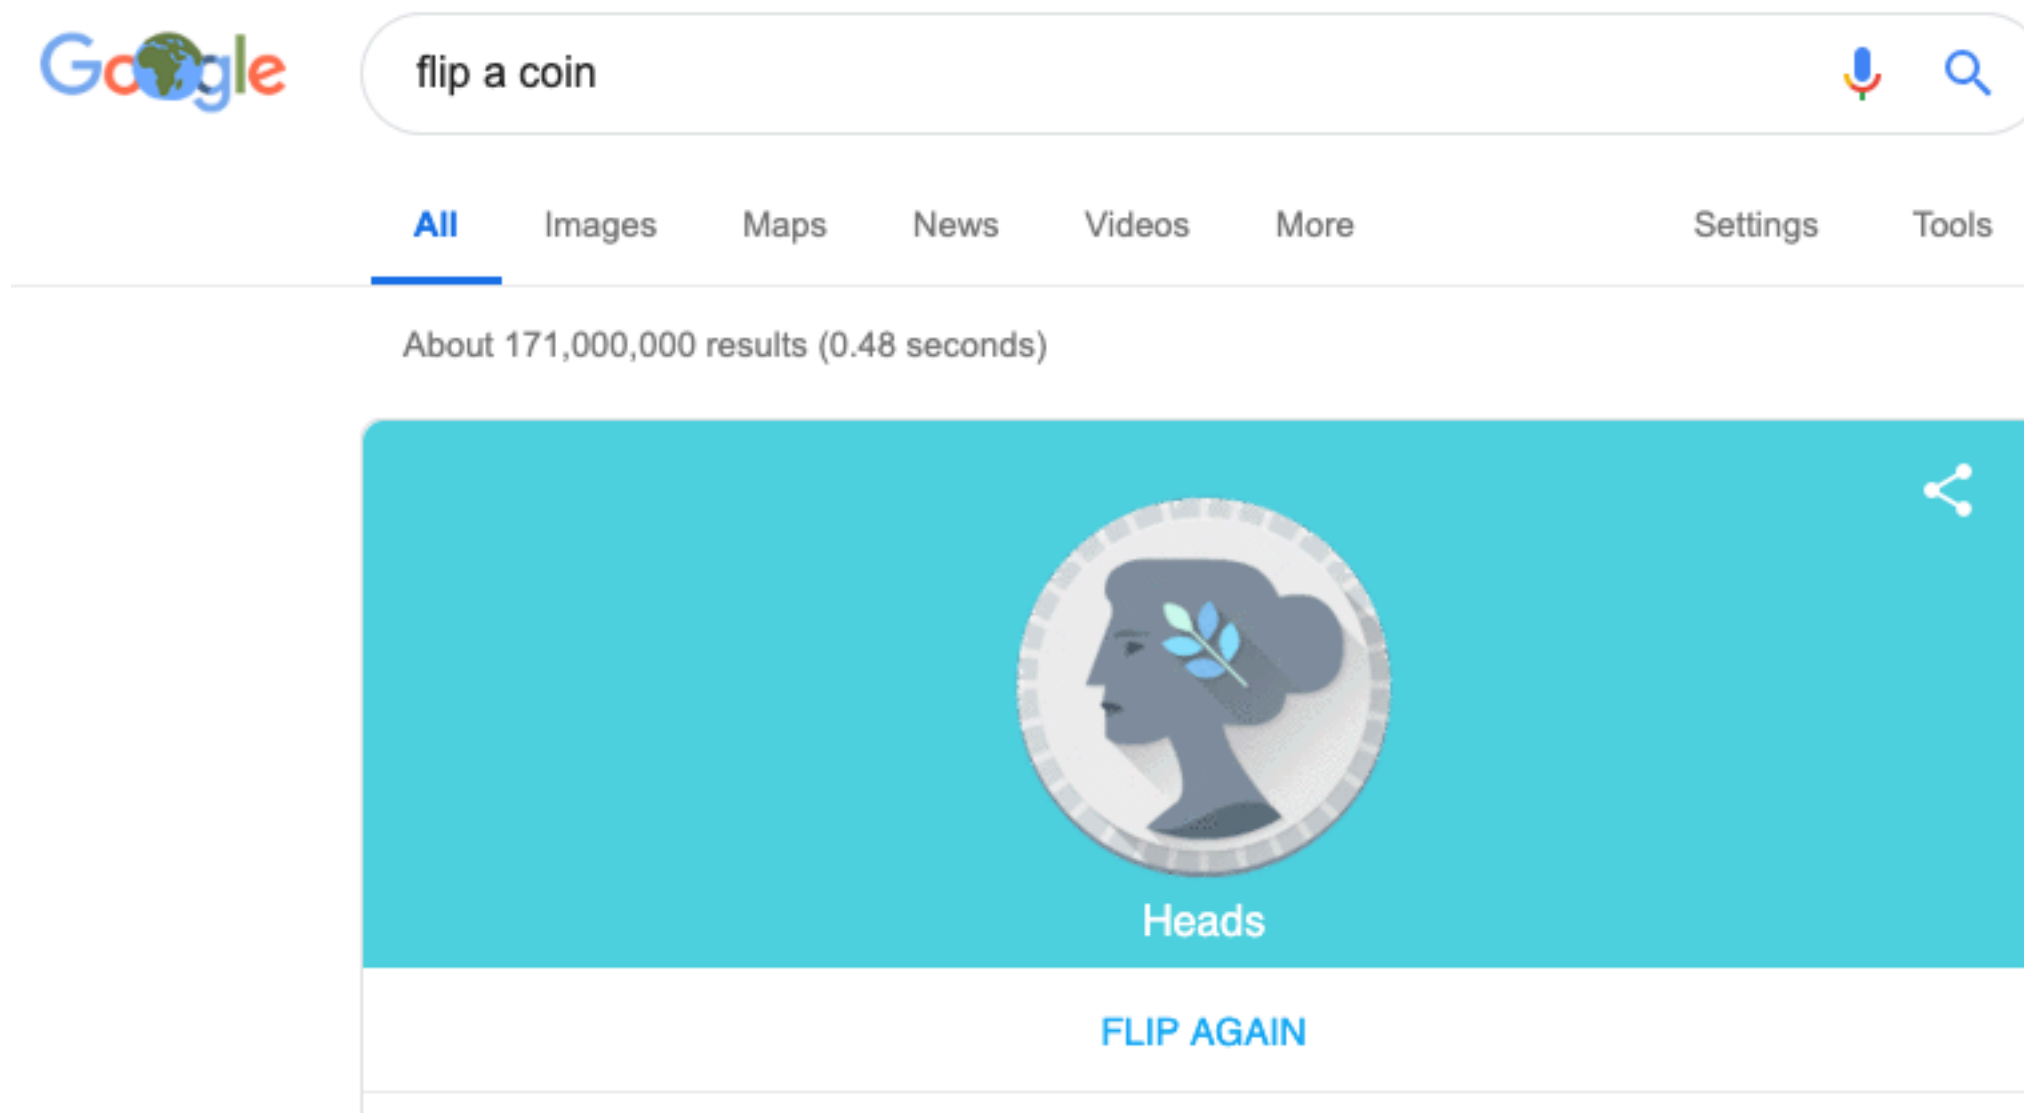 Google
flip a coin
All Images Maps News Videos More Settings Tools
About 171,000,000 results (0.48 seconds)
Heads
FLIP AGAIN